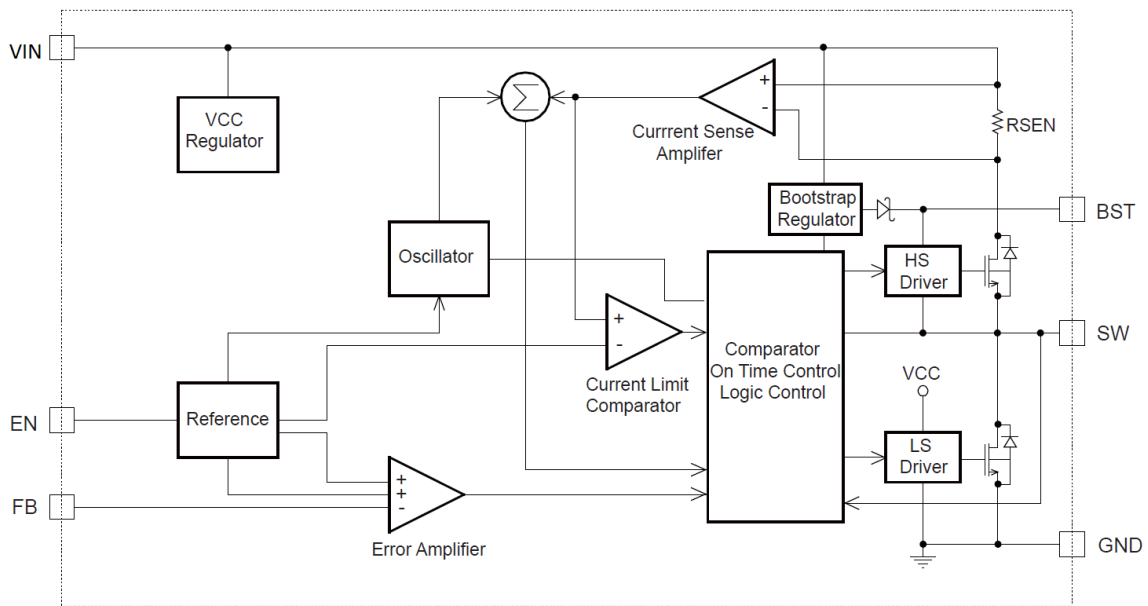 VIN
VCC
Regulator
Σ
+
-
Currrent Sense
Amplifer
RSEN
Bootstrap
Regulator
BST
Oscillator
HS
Driver
+
-
Current Limit
Comparator
Comparator
On Time Control
Logic Control
SW
VCC
EN
Reference
LS
Driver
FB
+
+
-
Error Amplifier
GND